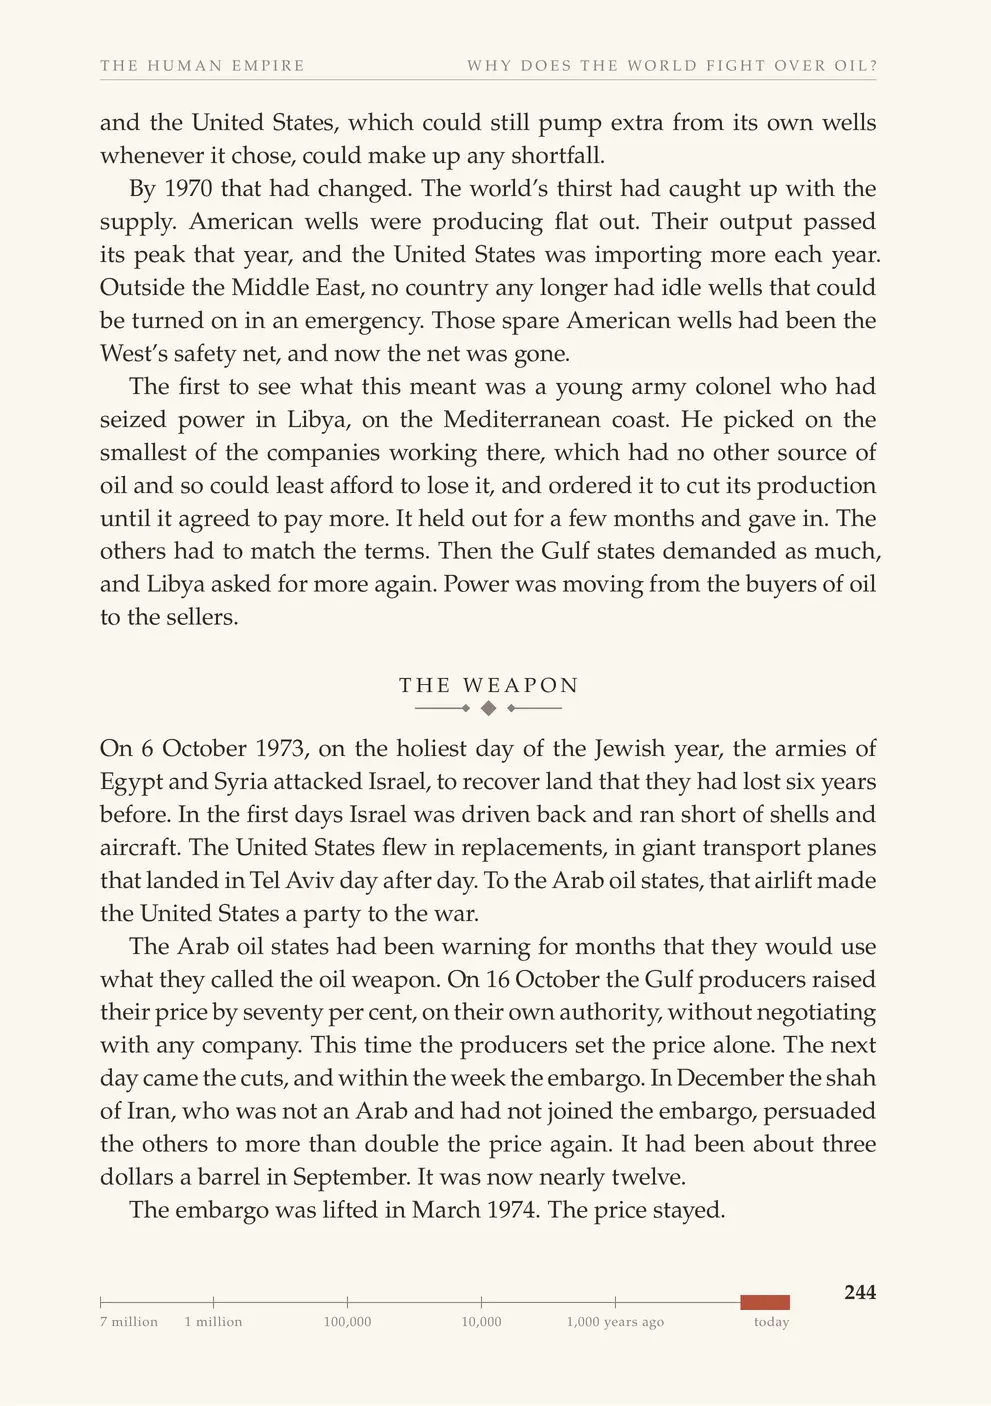 THE HUMAN EMPIRE
WHY DOES THE WORLD FIGHT OVER OIL?
and the United States, which could still pump extra from its own wells
whenever it chose, could make up any shortfall.
By 1970 that had changed. The world’s thirst had caught up with the
supply. American wells were producing flat out. Their output passed
its peak that year, and the United States was importing more each year.
Outside the Middle East, no country any longer had idle wells that could
be turned on in an emergency. Those spare American wells had been the
West’s safety net, and now the net was gone.
The first to see what this meant was a young army colonel who had
seized power in Libya, on the Mediterranean coast. He picked on the
smallest of the companies working there, which had no other source of
oil and so could least afford to lose it, and ordered it to cut its production
until it agreed to pay more. It held out for a few months and gave in. The
others had to match the terms. Then the Gulf states demanded as much,
and Libya asked for more again. Power was moving from the buyers of oil
to the sellers.
THE WEAPON
On 6 October 1973, on the holiest day of the Jewish year, the armies of
Egypt and Syria attacked Israel, to recover land that they had lost six years
before. In the first days Israel was driven back and ran short of shells and
aircraft. The United States flew in replacements, in giant transport planes
that landed in Tel Aviv day after day. To the Arab oil states, that airlift made
the United States a party to the war.
The Arab oil states had been warning for months that they would use
what they called the oil weapon. On 16 October the Gulf producers raised
their price by seventy per cent, on their own authority, without negotiating
with any company. This time the producers set the price alone. The next
day came the cuts, and within the week the embargo. In December the shah
of Iran, who was not an Arab and had not joined the embargo, persuaded
the others to more than double the price again. It had been about three
dollars a barrel in September. It was now nearly twelve.
The embargo was lifted in March 1974. The price stayed.
244
7 million 1 million 100,000 10,000 1,000 years ago today